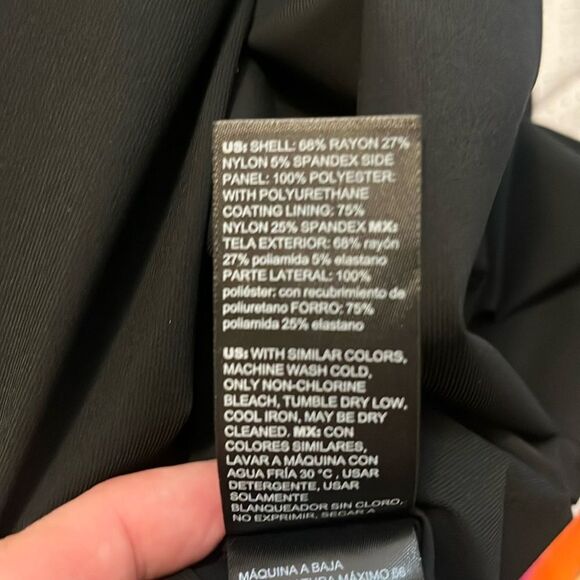 US: SHELL: 68% RAYON 27%
NYLON 5% SPANDEX SIDE
PANEL: 100% POLYESTER:
WITH POLYURETHANE
COATING LINING: 75%
NYLON 25% SPANDEX MX:
TELA EXTERIOR: 68% rayón
27% poliamida 5% elastano
PARTE LATERAL: 100%
poliéster: con recubrimiento de
poliuretano FORRO: 75%
poliamida 25% elastano
US: WITH SIMILAR COLORS,
MACHINE WASH COLD,
ONLY NON-CHLORINE
BLEACH, TUMBLE DRY LOW,
COOL IRON, MAY BE DRY
CLEANED. MX: CON
COLORES SIMILARES,
LAVAR A MÁQUINA CON
AGUA FRÍA 30 °C , USAR
DETERGENTE, USAR
SOLAMENTE
BLANQUEADOR SIN CLORO,
NO EXPRIMIR, SECAR A
MÁQUINA A BAJA
MÁXIMO